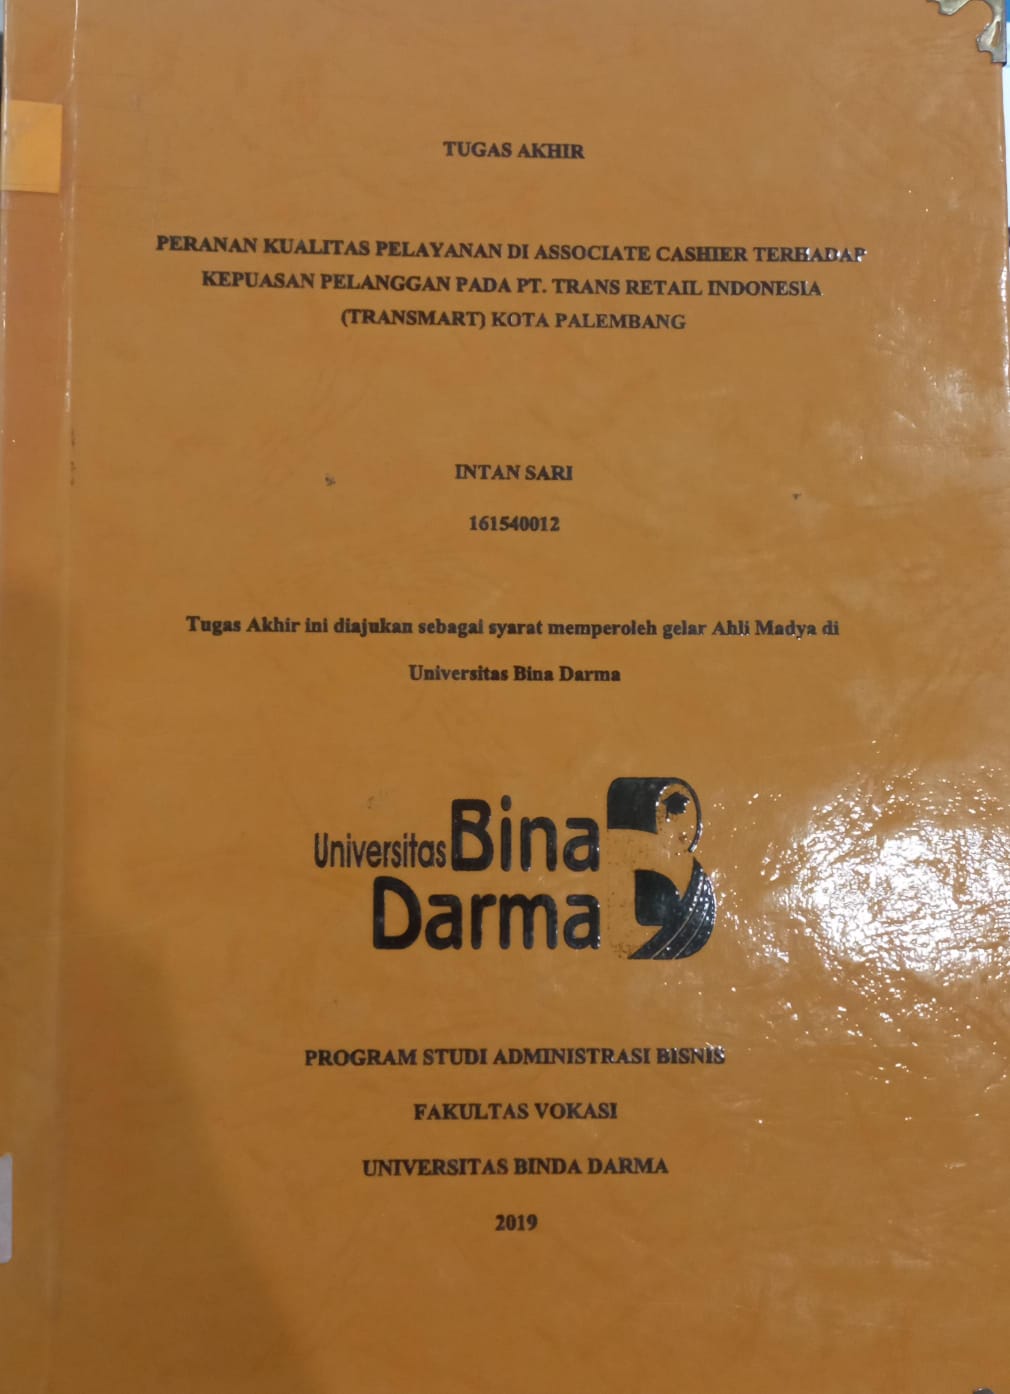 TUGAS AKHIR
PERANAN KUALITAS PELAYANAN DI ASSOCIATE CASHIER TERHADAP
KEPUASAN PELANGGAN PADA PT. TRANS RETAIL INDONESIA
(TRANSMART) KOTA PALEMBANG
INTAN SARI
161540012
Tugas Akhir ini diajukan sebagai syarat memperoleh gelar Ahli Madya di
Universitas Bina Darma
Universitas Bina
Darma
PROGRAM STUDI ADMINISTRASI BISNIS
FAKULTAS VOKASI
UNIVERSITAS BINDA DARMA
2019